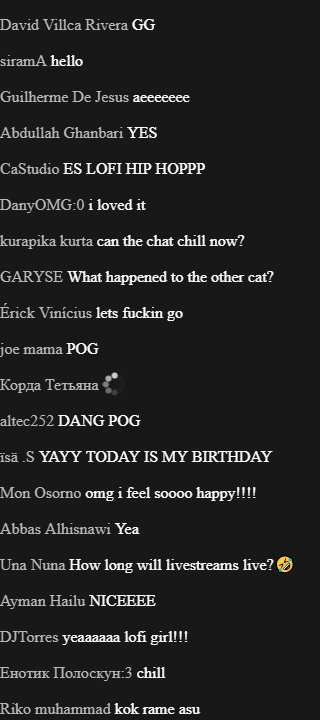 David Villca Rivera GG
siramA hello
Guilherme De Jesus aeeeeeee
Abdullah Ghanbari YES
CaStudio ES LOFI HIP HOPPP
DanyOMG:0 i loved it
kurapika kurta can the chat chill now?
GARYSE What happened to the other cat?
Érick Vinícius lets fuckin go
joe mama POG
Корда Тетьяна
altec252 DANG POG
ïsä .S YAYY TODAY IS MY BIRTHDAY
Mon Osorno omg i feel soooo happy!!!!
Abbas Alhisnawi Yea
Una Nuna How long will livestreams live? 🤣
Ayman Hailu NICEEEE
DJTorres yeaaaaaa lofi girl!!!
Енотик Полоскун:3 chill
Riko muhammad kok rame asu